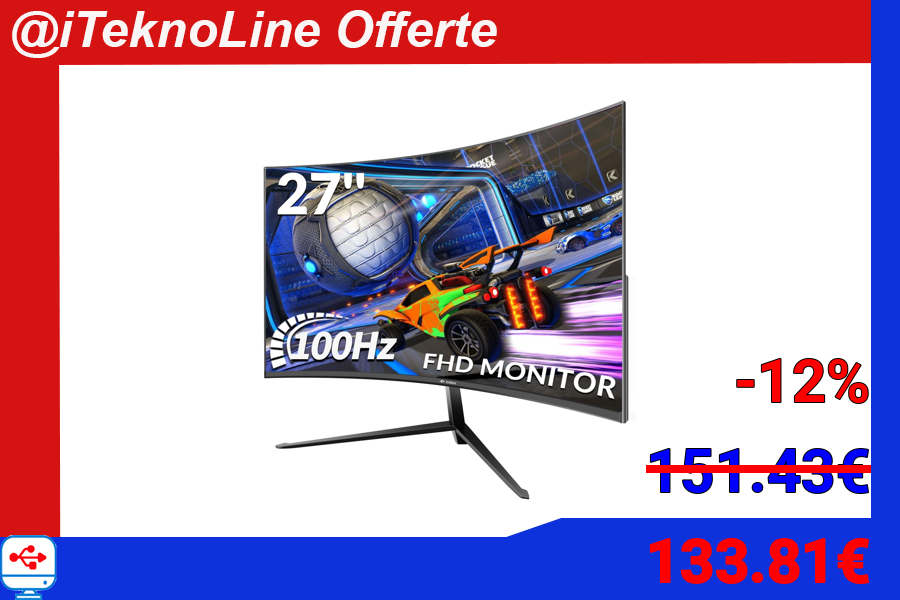 @iTeknoLine Offerte
27"
100Hz
FHD MONITOR
-12%
151.43€
133.81€